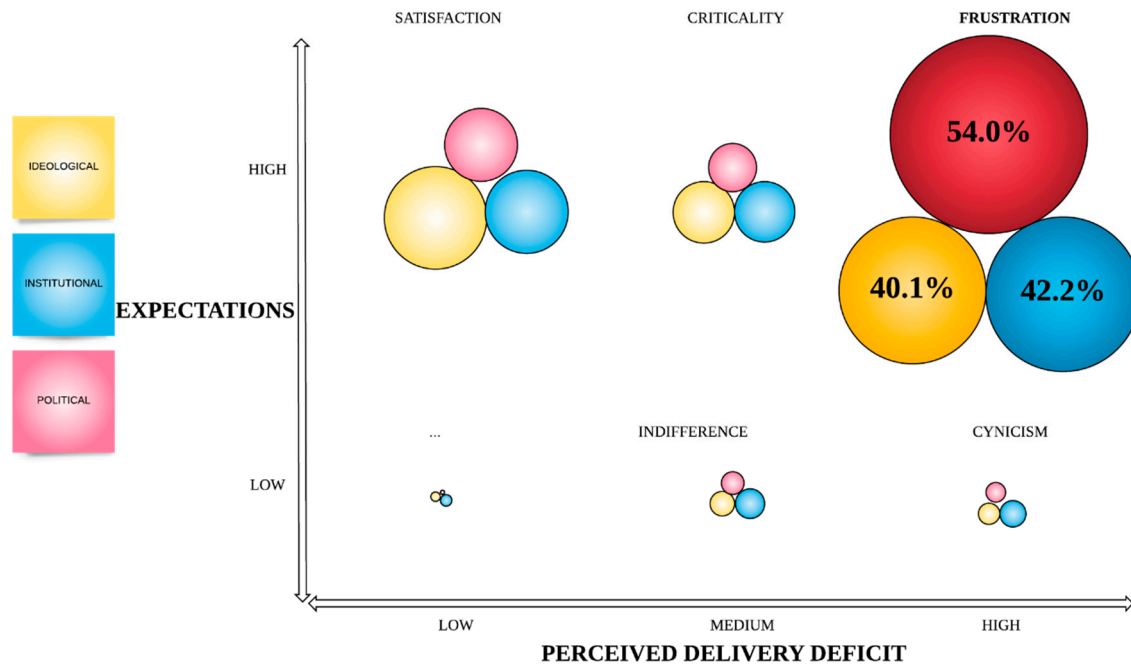 SATISFACTION
CRITICALITY
FRUSTRATION
IDEOLOGICAL
INSTITUTIONAL
POLITICAL
HIGH
EXPECTATIONS
54.0%
40.1%
42.2%
...
INDIFFERENCE
CYNICISM
LOW
LOW
MEDIUM
HIGH
PERCEIVED DELIVERY DEFICIT